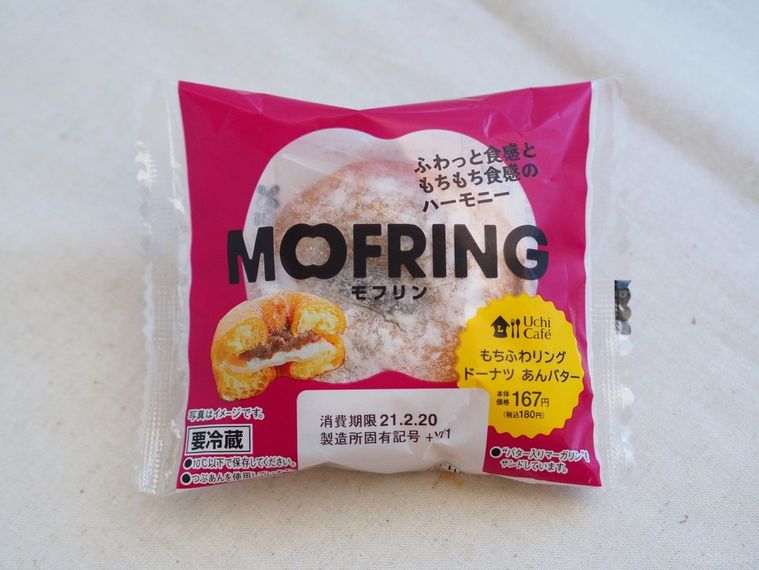 ふわっと食感と
もちもち食感の
ハーモニー
MOFRING
モフリン
Uchi
Café
もちふわリング
ドーナツ あんバター
本体
価格 167円
(税込180円)
写真はイメージです。
要冷蔵
●10℃以下で保存してください。
●つぶあんを使用してい
消費期限 21.2.20
製造所固有記号
●"バター入りマーガリン"を
サンドしています。